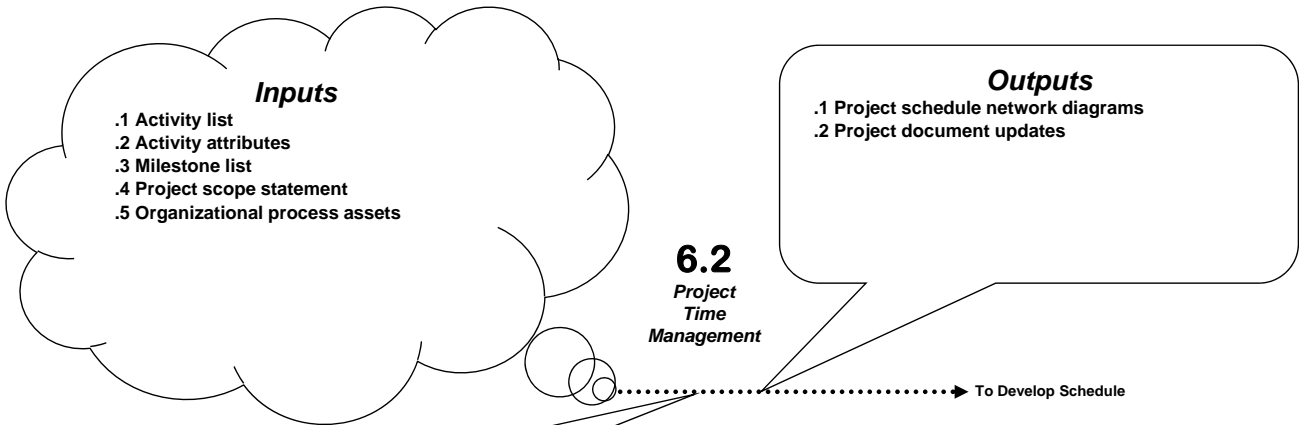 Inputs
.1 Activity list
.2 Activity attributes
.3 Milestone list
.4 Project scope statement
.5 Organizational process assets
Outputs
.1 Project schedule network diagrams
.2 Project document updates
6.2
Project
Time
Management
To Develop Schedule